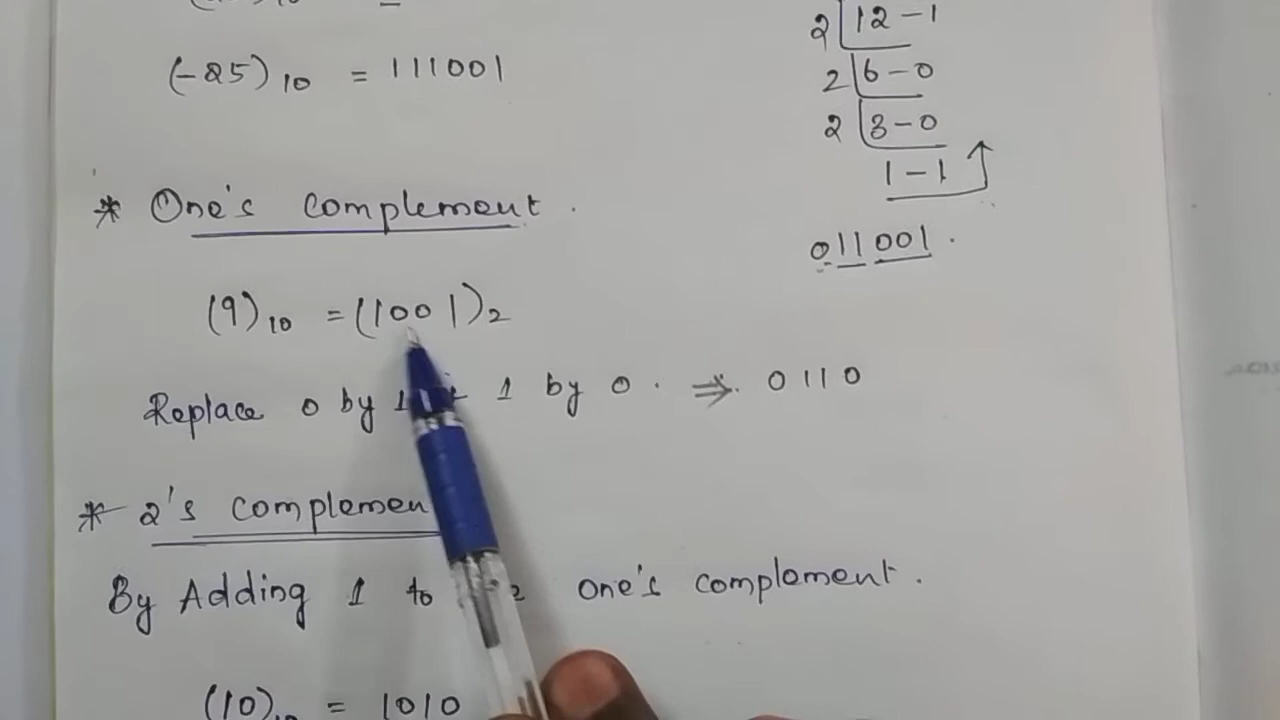 (-25)10 = 111001
* One's complement.
(9)10 = (1001)2
Replace 0 by 1 1 by 0. ⇒ 0110
* 2's complemen
By Adding 1 to one's complement.
(10)10 = 1010
2 12 - 1
2 6 - 0
2 3 - 0
1 - 1
011001.